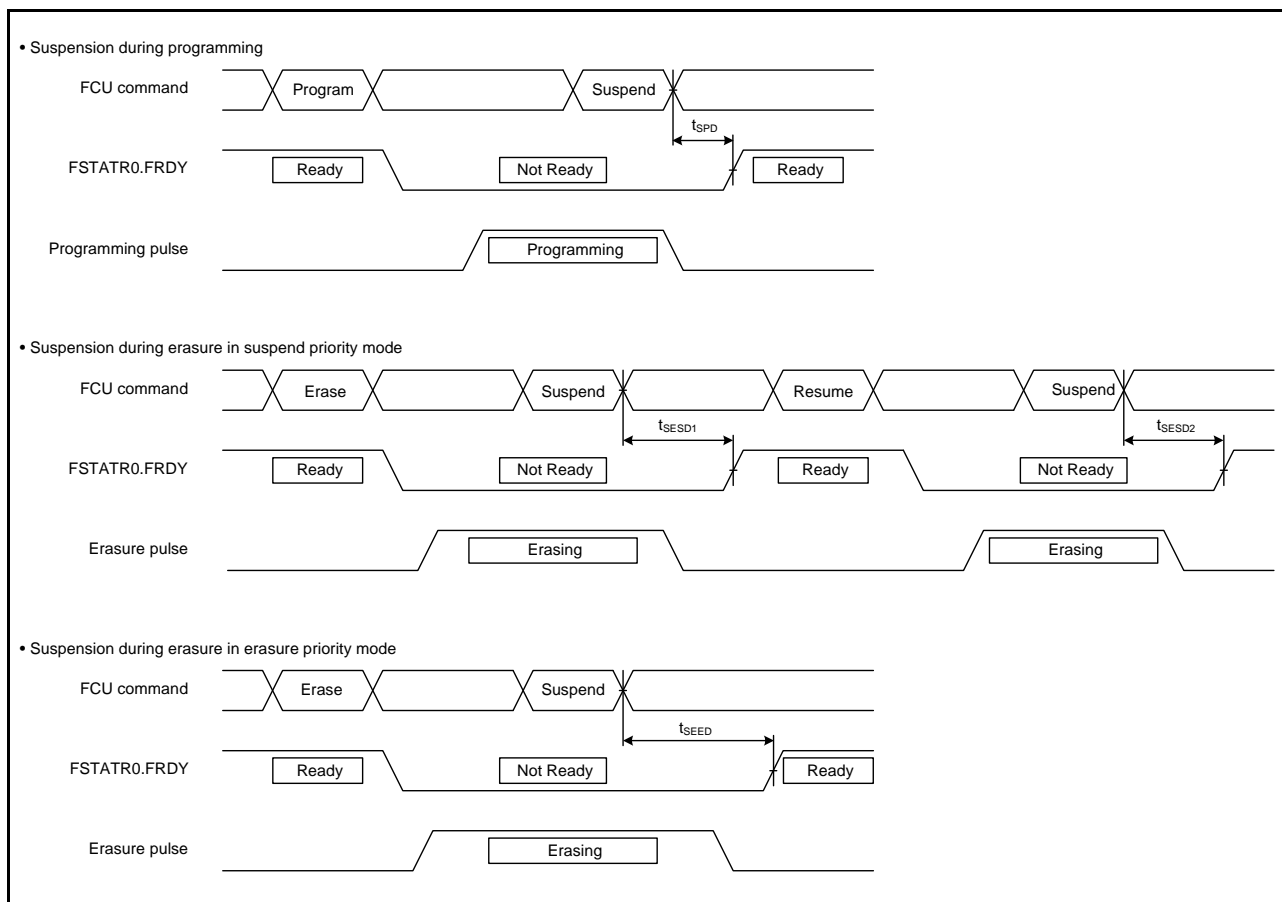 • Suspension during programming
FCU command
Program
Suspend
tSPD
FSTATR0.FRDY
Ready
Not Ready
Ready
Programming pulse
Programming
• Suspension during erasure in suspend priority mode
FCU command
Erase
Suspend
Resume
Suspend
tSESD1
tSESD2
FSTATR0.FRDY
Ready
Not Ready
Ready
Not Ready
Erasure pulse
Erasing
Erasing
• Suspension during erasure in erasure priority mode
FCU command
Erase
Suspend
tSEED
FSTATR0.FRDY
Ready
Not Ready
Ready
Erasure pulse
Erasing